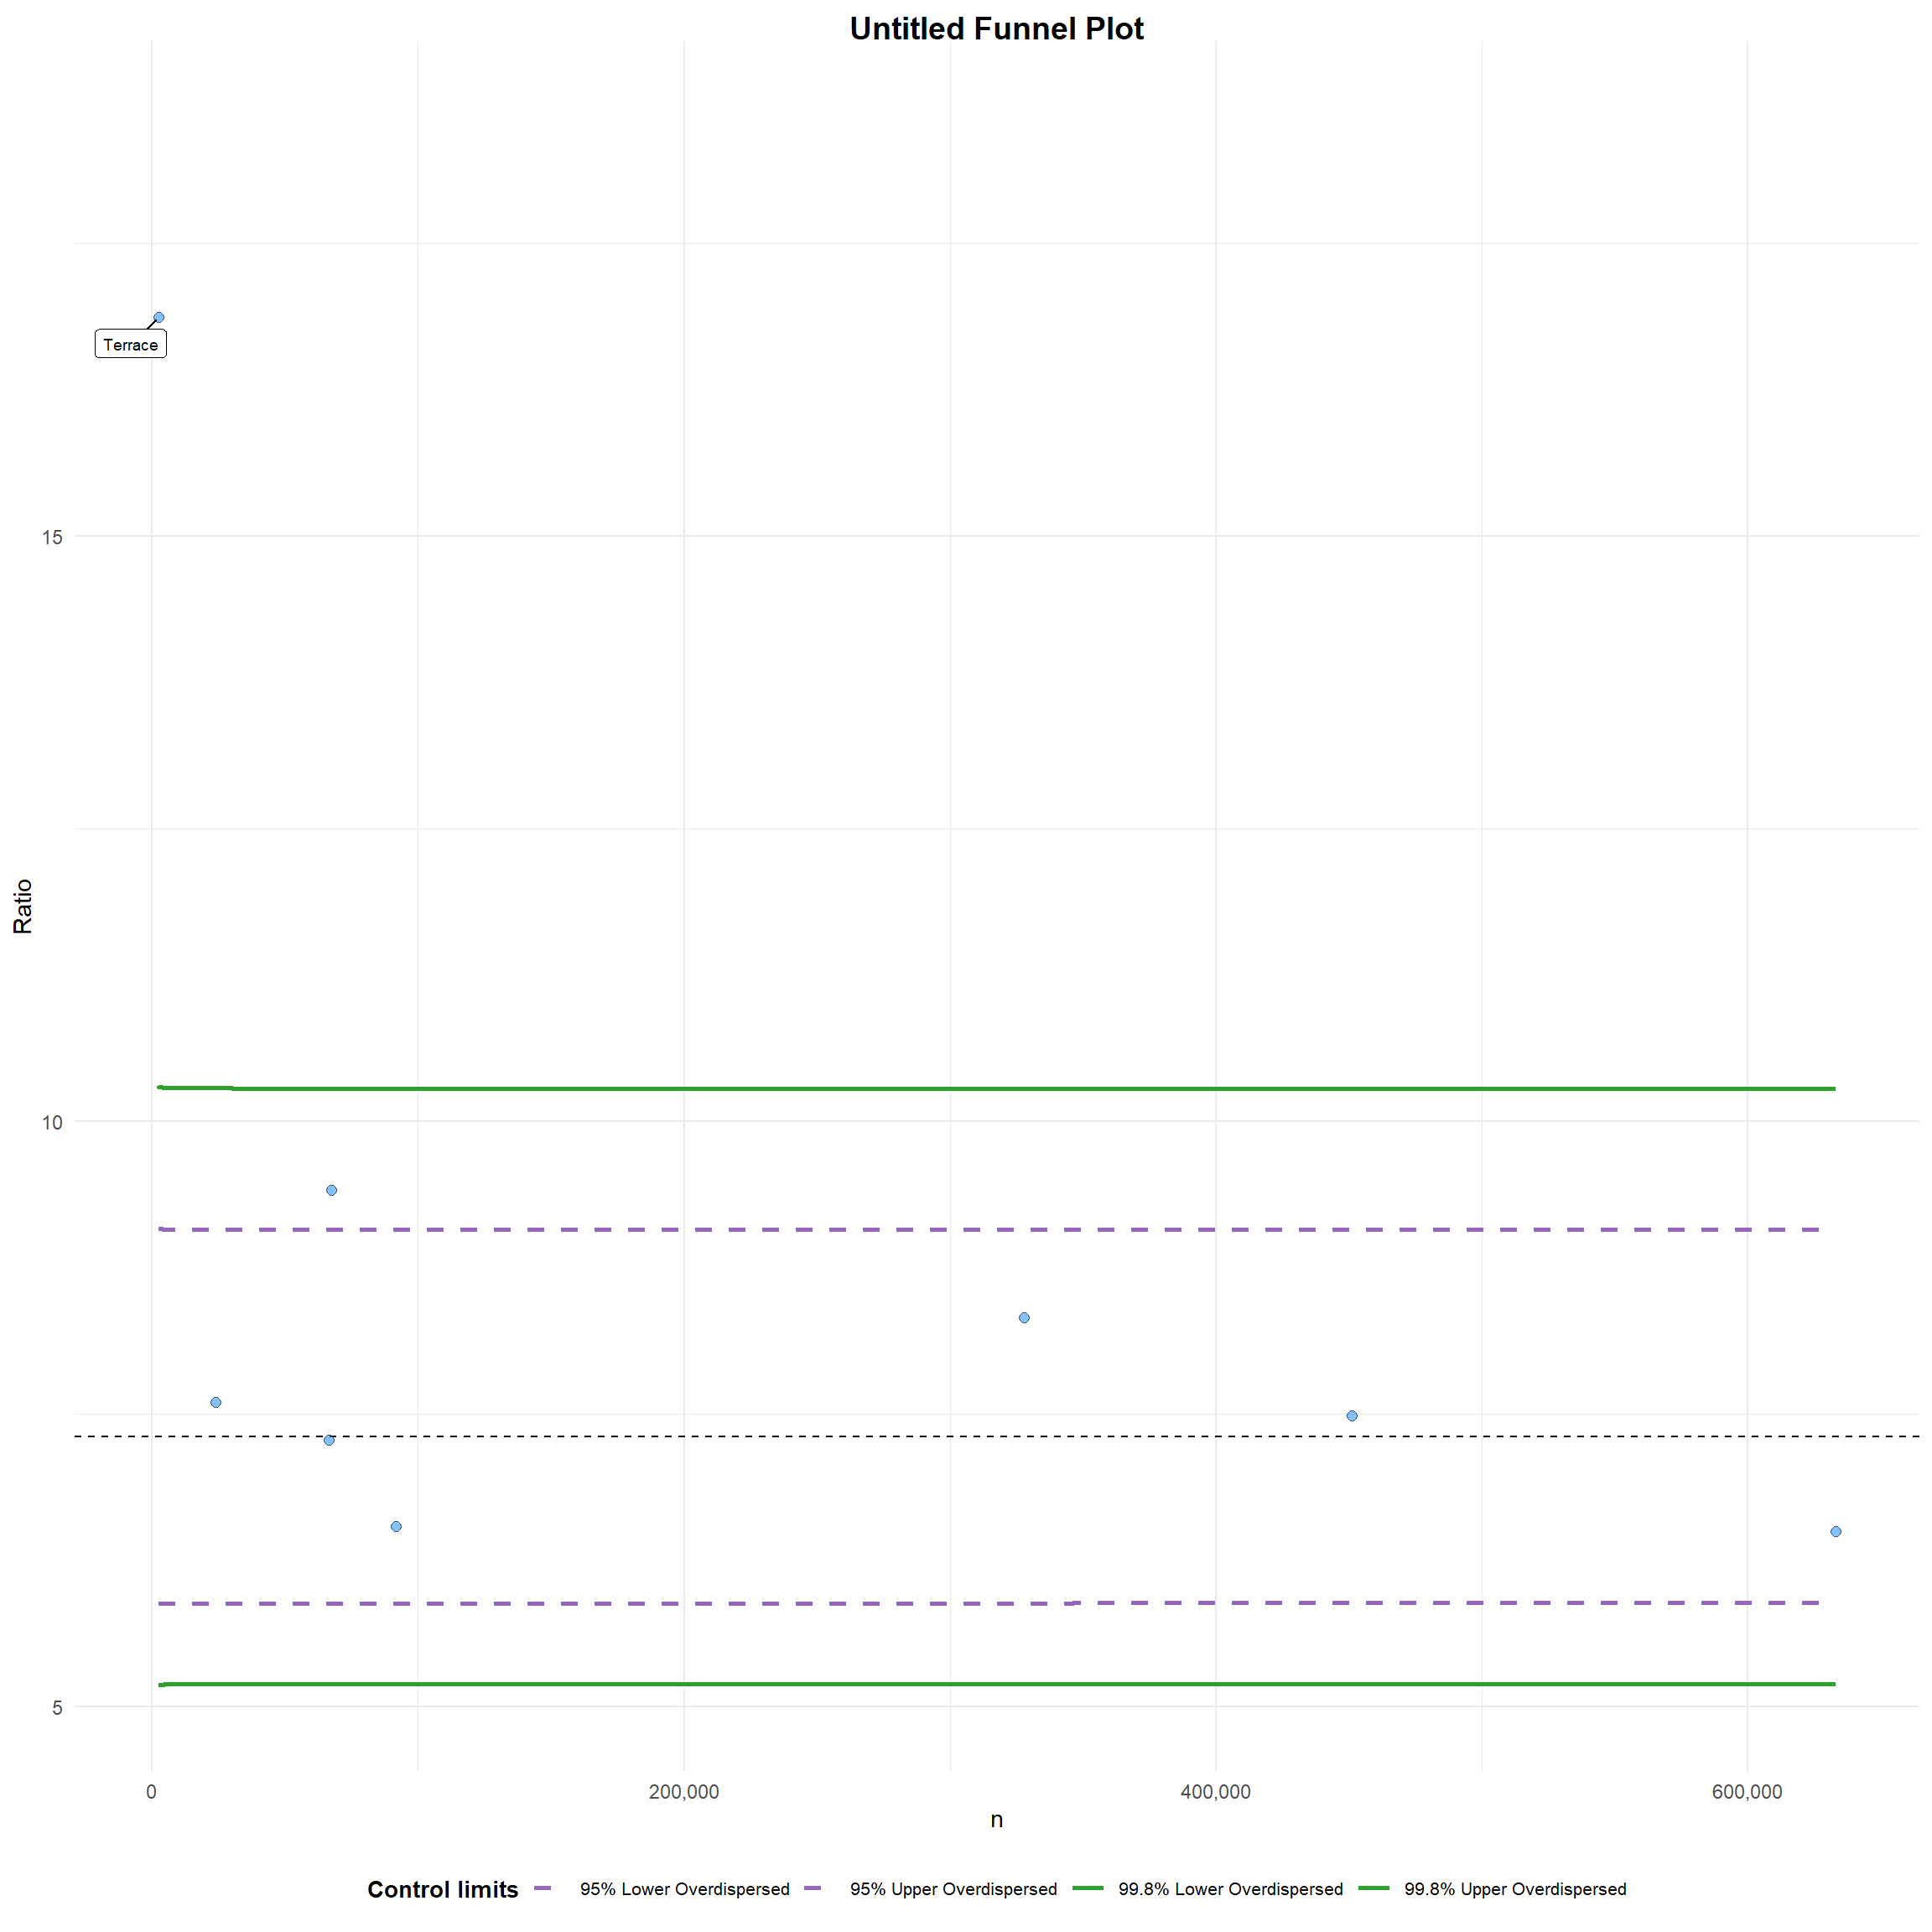 Untitled Funnel Plot
Terrace
15
10
5
Ratio
0 200,000 400,000 600,000
n
Control limits 95% Lower Overdispersed 95% Upper Overdispersed 99.8% Lower Overdispersed 99.8% Upper Overdispersed